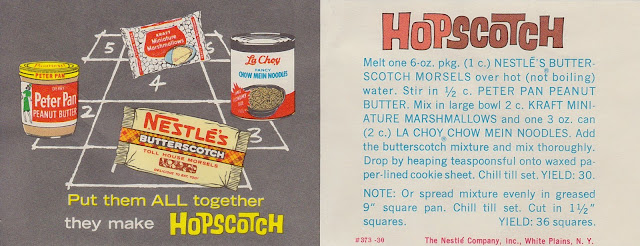 5
6
4
2
3
KRAFT
Miniature
Marshmallows
La Choy
FANCY
CHOW MEIN NOODLES
PETER PAN
Peter Pan
PEANUT BUTTER
NESTLÉ'S
BUTTERSCOTCH
TOLL HOUSE MORSELS
DELICIOUS TO EAT, TOO!
Put them ALL together
they make HOPSCOTCH
HOPSCOTCH
Melt one 6-oz. pkg. (1 c.) NESTLÉ'S BUTTER-
SCOTCH MORSELS over hot (not boiling)
water. Stir in ½ c. PETER PAN PEANUT
BUTTER. Mix in large bowl 2 c. KRAFT MINI-
ATURE MARSHMALLOWS and one 3 oz. can
(2 c.) LA CHOY CHOW MEIN NOODLES. Add
the butterscotch mixture and mix thoroughly.
Drop by heaping teaspoonsful onto waxed pa-
per-lined cookie sheet. Chill till set. YIELD: 30.
NOTE: Or spread mixture evenly in greased
9" square pan. Chill till set. Cut in 1½"
squares. YIELD: 36 squares.
#373-30 The Nestlé Company, Inc., White Plains, N. Y.